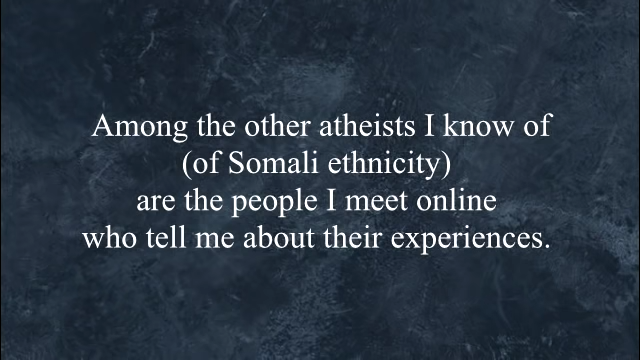 Among the other atheists I know of
(of Somali ethnicity)
are the people I meet online
who tell me about their experiences.